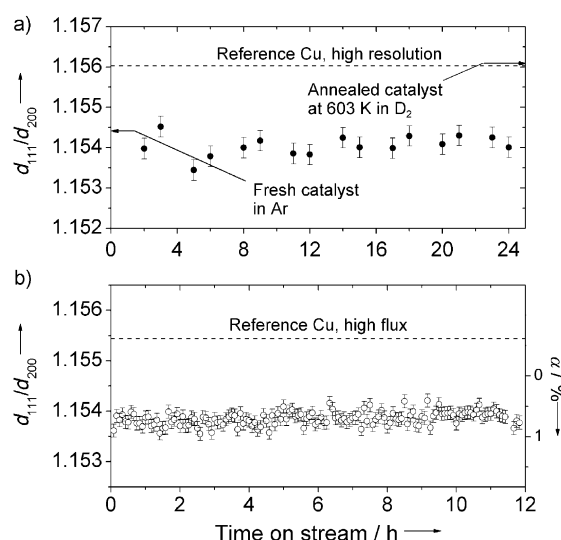 a)
1.157
1.156
1.155
1.154
1.153
1.152
d111/d200
Reference Cu, high resolution
Annealed catalyst
at 603 K in D2
Fresh catalyst
in Ar
0 4 8 12 16 20 24
b)
1.156
1.155
1.154
1.153
d111/d200
Reference Cu, high flux
0
1
α / %
0 2 4 6 8 10 12
Time on stream / h